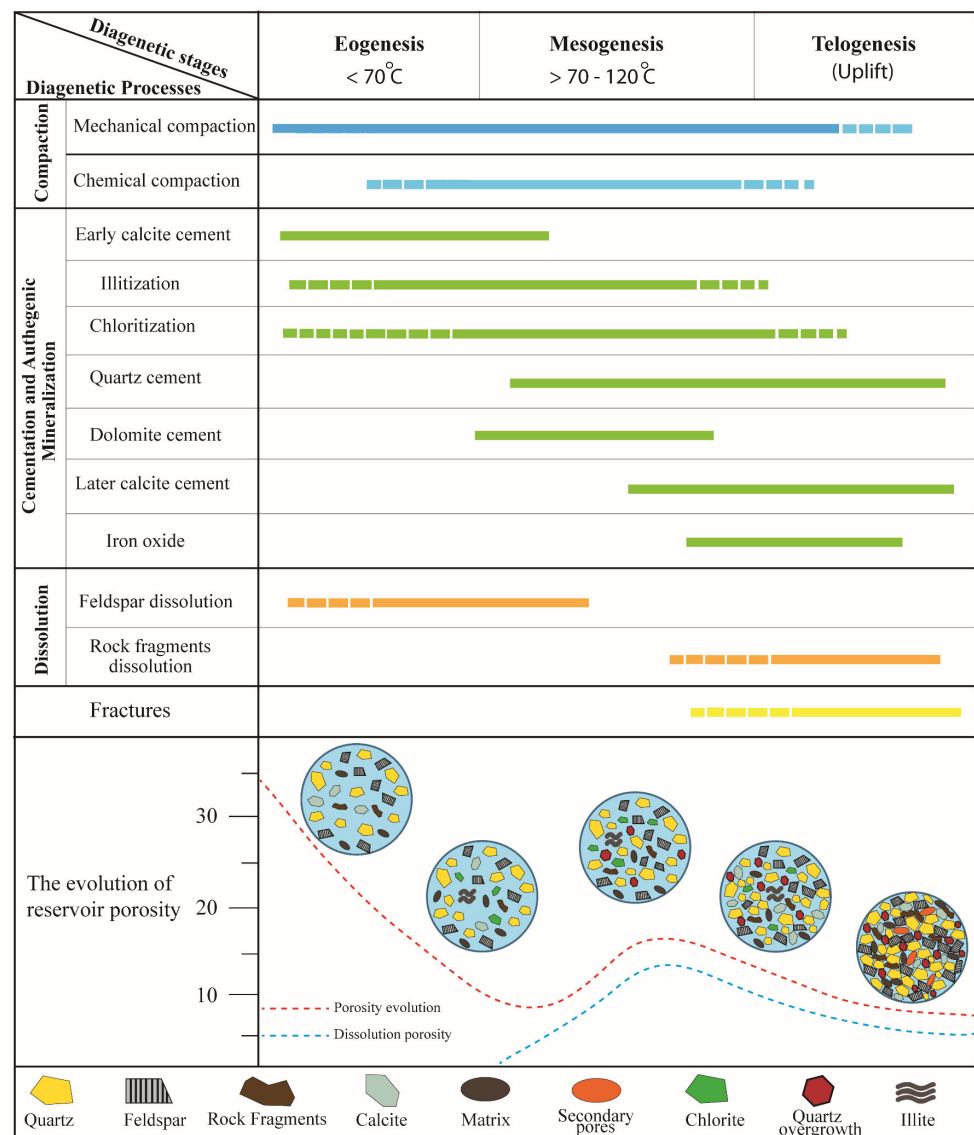 Diagenetic stages
Diagenetic Processes
Eogenesis
< 70°C
Mesogenesis
> 70 - 120°C
Telogenesis
(Uplift)
Compaction
Mechanical compaction
Chemical compaction
Cementation and Authegenic
Mineralization
Early calcite cement
Illitization
Chloritization
Quartz cement
Dolomite cement
Later calcite cement
Iron oxide
Dissolution
Feldspar dissolution
Rock fragments
dissolution
Fractures
The evolution of
reservoir porosity
30
20
10
Porosity evolution
Dissolution porosity
Quartz
Feldspar
Rock Fragments
Calcite
Matrix
Secondary
pores
Chlorite
Quartz
overgrowth
Illite